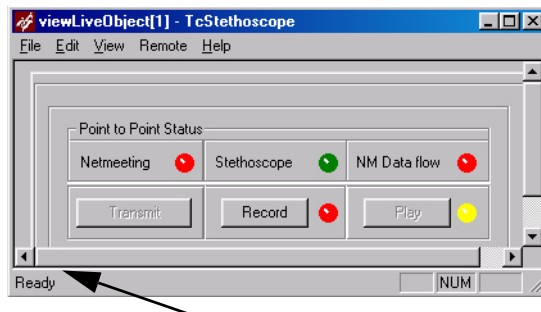 viewLiveObject[1] - TcStethoscope
File Edit View Remote Help
Point to Point Status
Netmeeting Stethoscope NM Data flow
Transmit Record Play
Ready NUM